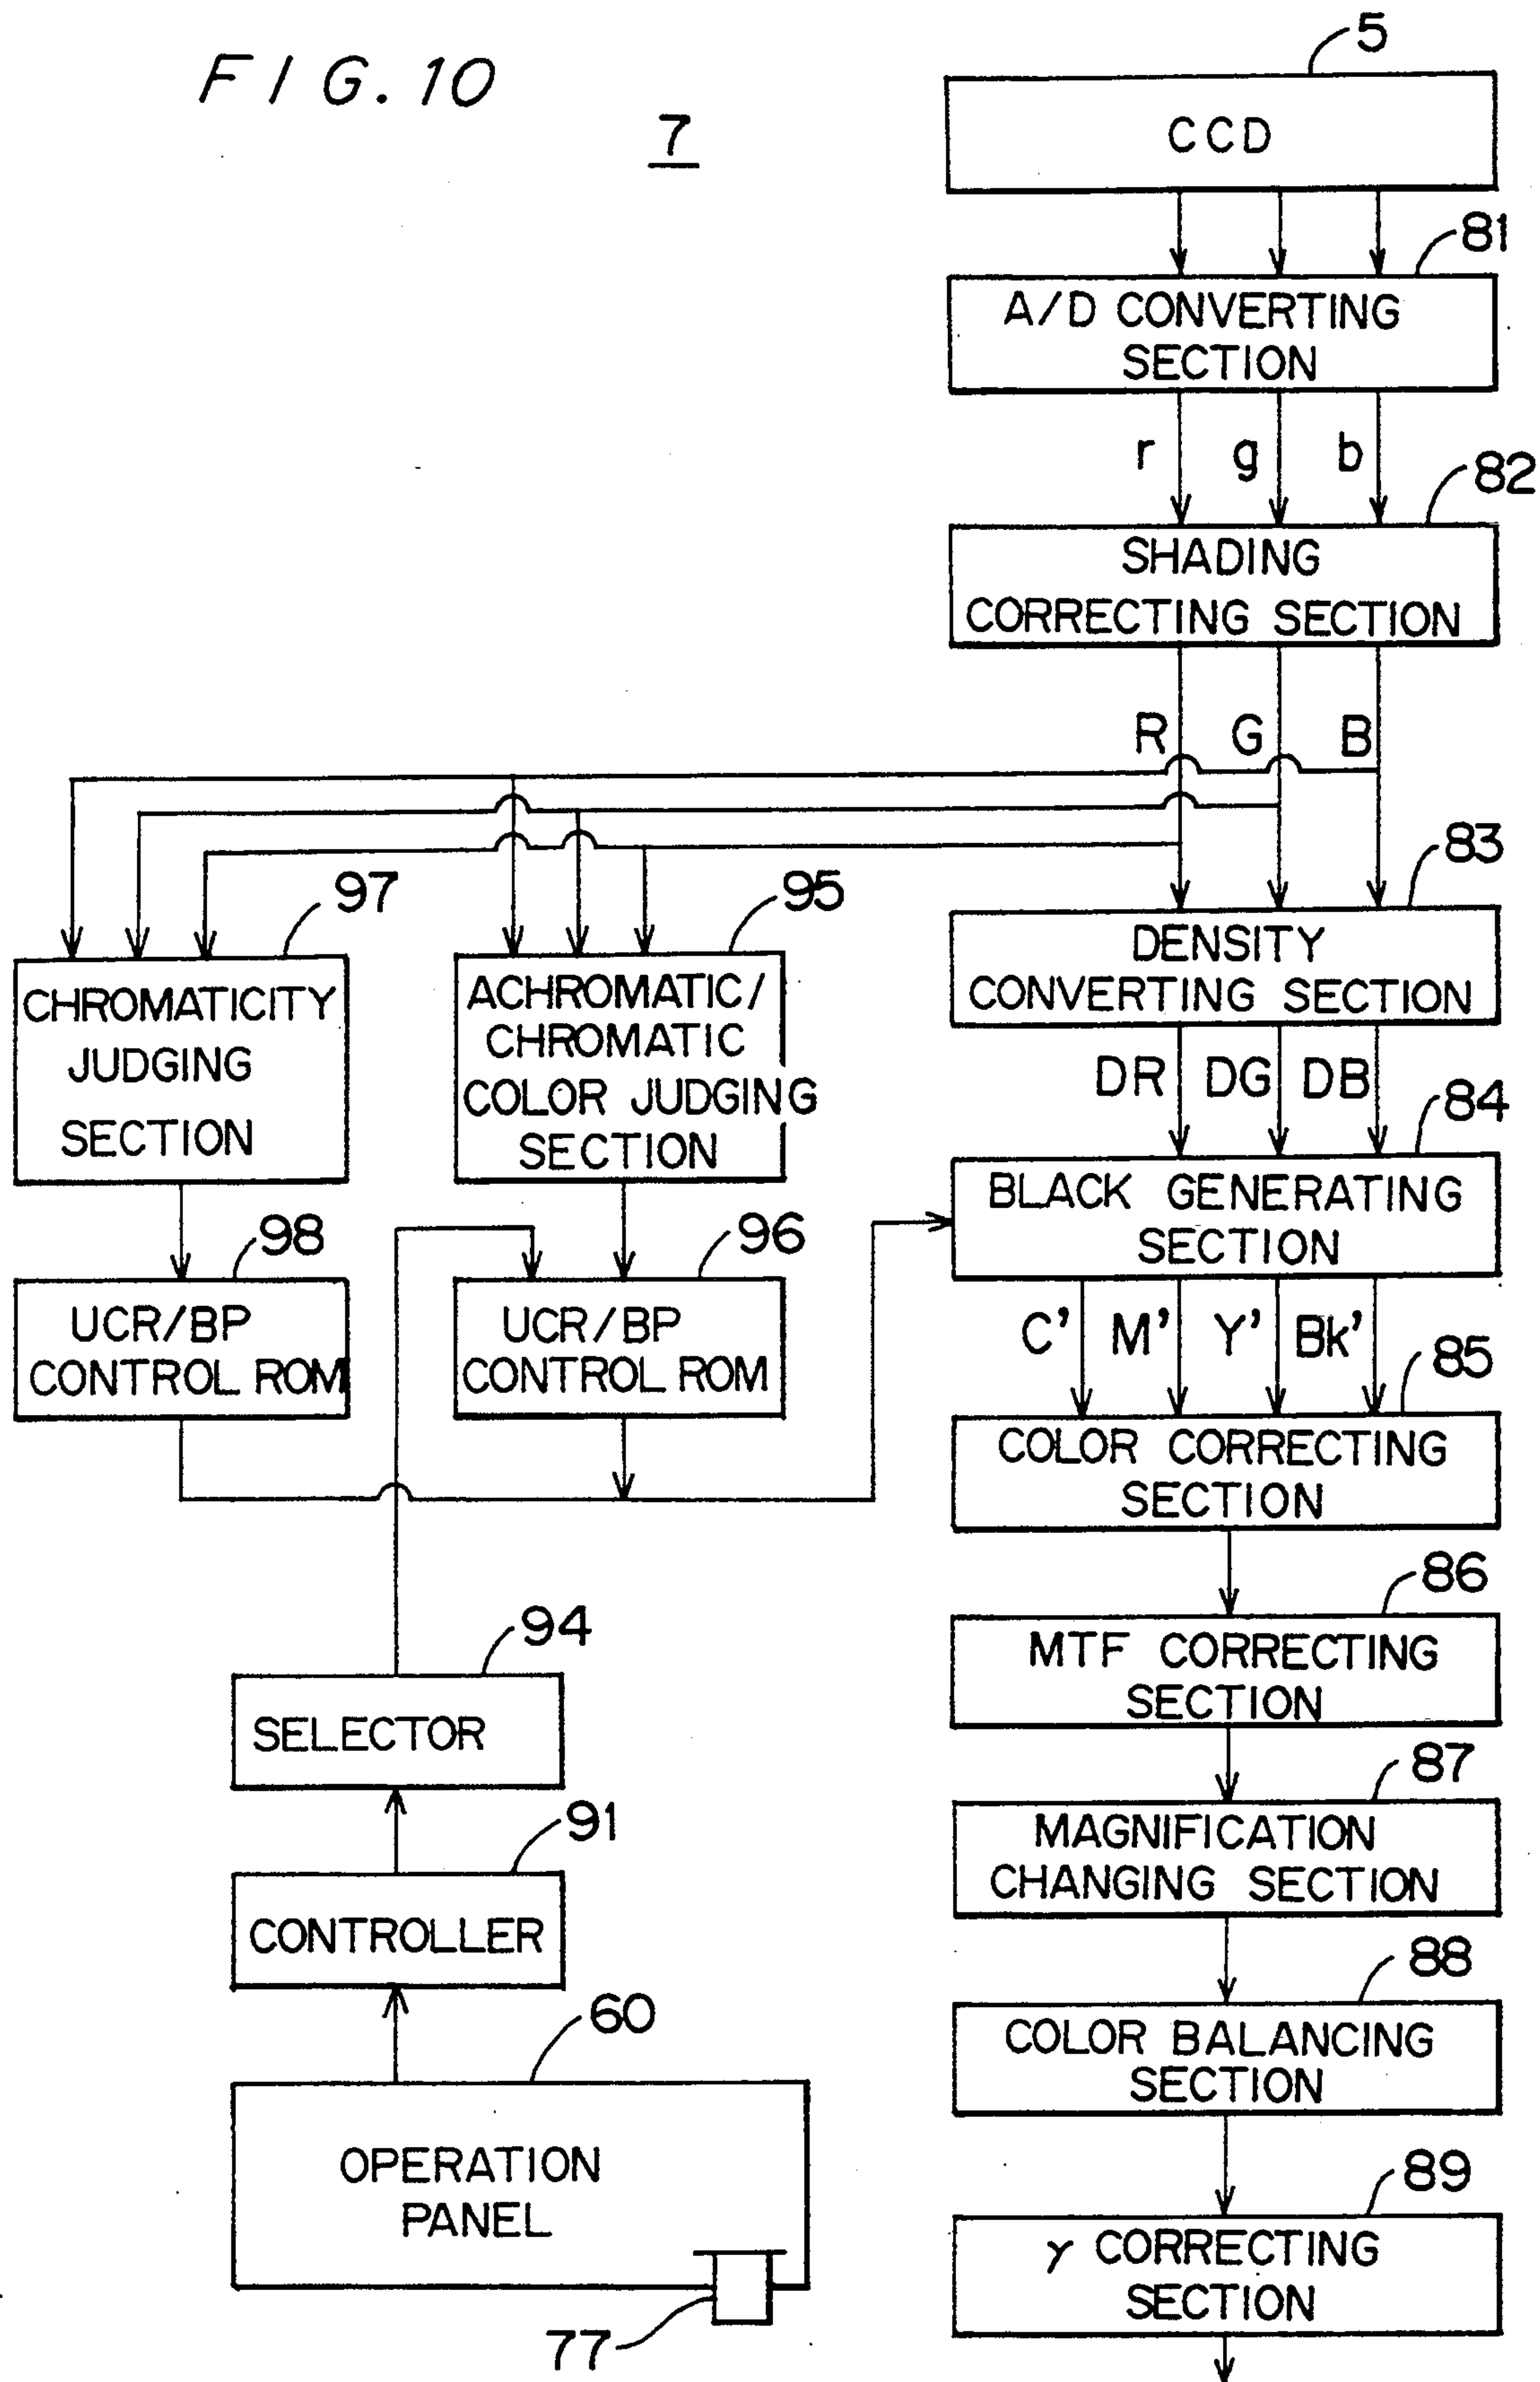 FIG. 10
7
5
CCD
81
A/D CONVERTING
SECTION
r g b
82
SHADING
CORRECTING SECTION
R G B
97
CHROMATICITY
JUDGING
SECTION
95
ACHROMATIC/
CHROMATIC
COLOR JUDGING
SECTION
83
DENSITY
CONVERTING SECTION
DR DG DB
84
BLACK GENERATING
SECTION
98
UCR/BP
CONTROL ROM
96
UCR/BP
CONTROL ROM
C' M' Y' Bk'
85
COLOR CORRECTING
SECTION
86
MTF CORRECTING
SECTION
94
SELECTOR
87
MAGNIFICATION
CHANGING SECTION
91
CONTROLLER
88
COLOR BALANCING
SECTION
60
OPERATION
PANEL
77
89
γ CORRECTING
SECTION